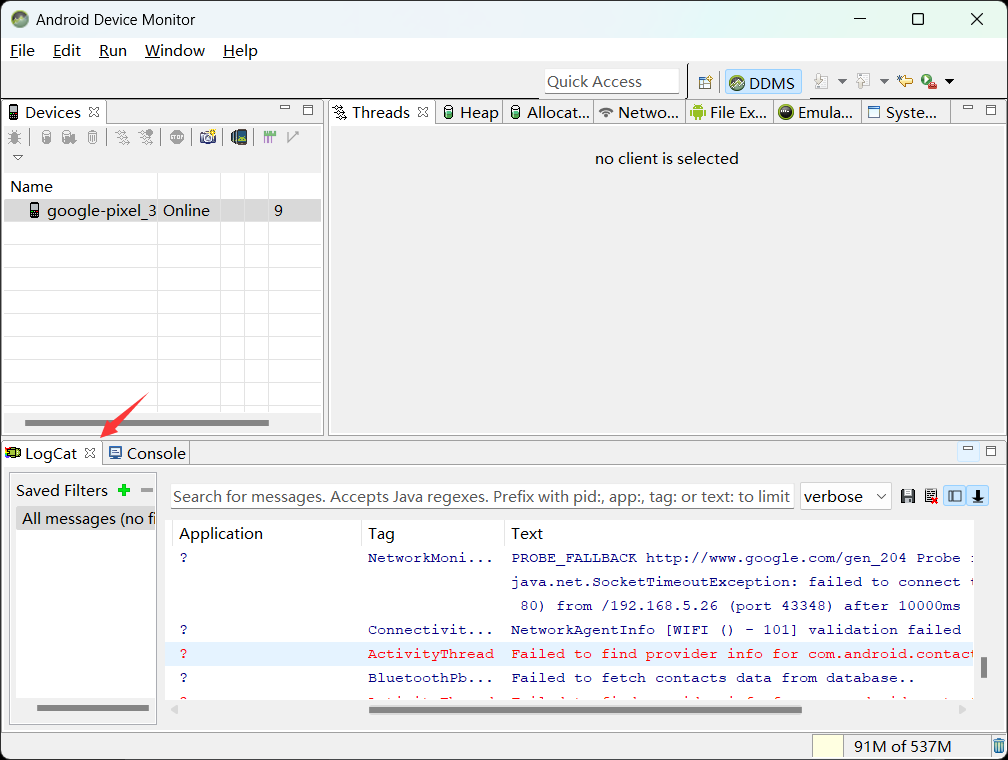 Android Device Monitor
File Edit Run Window Help
Quick Access
DDMS
Devices
Threads Heap Allocat... Netwo... File Ex... Emula... Syste...
no client is selected
Name
google-pixel_3 Online 9
LogCat Console
Saved Filters
All messages (no fi
Search for messages. Accepts Java regexes. Prefix with pid:, app:, tag: or text: to limit
verbose
Application Tag Text
? NetworkMoni... PROBE_FALLBACK http://www.google.com/gen_204 Probe
java.net.SocketTimeoutException: failed to connect
80) from /192.168.5.26 (port 43348) after 10000ms
? Connectivit... NetworkAgentInfo [WIFI () - 101] validation failed
? ActivityThread Failed to find provider info for com.android.contact
? BluetoothPb... Failed to fetch contacts data from database..
91M of 537M